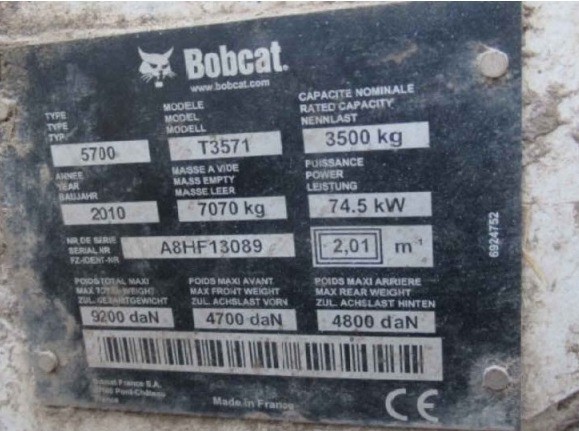 Bobcat.
www.bobcat.com
TYPE
TYPE
TYP
5700
MODELE
MODEL
MODELL
T3571
CAPACITE NOMINALE
RATED CAPACITY
NENNLAST
3500 kg
ANNEE
YEAR
BAUJAHR
2010
MASSE A VIDE
MASS EMPTY
MASSE LEER
7070 kg
PUISSANCE
POWER
LEISTUNG
74.5 kW
NR. DE SERIE
SERIAL NR
FZ-IDENT-NR
A8HF13089
2,01 m⁻¹
POIDS TOTAL MAXI
MAX TOTAL WEIGHT
ZUL. GESAMTGEWICHT
9200 daN
POIDS MAXI AVANT
MAX FRONT WEIGHT
ZUL. ACHSLAST VORN
4700 daN
POIDS MAXI ARRIERE
MAX REAR WEIGHT
ZUL. ACHSLAST HINTEN
4800 daN
Bobcat France S.A.
Pont-Château
France
Made in France
CE
6924752